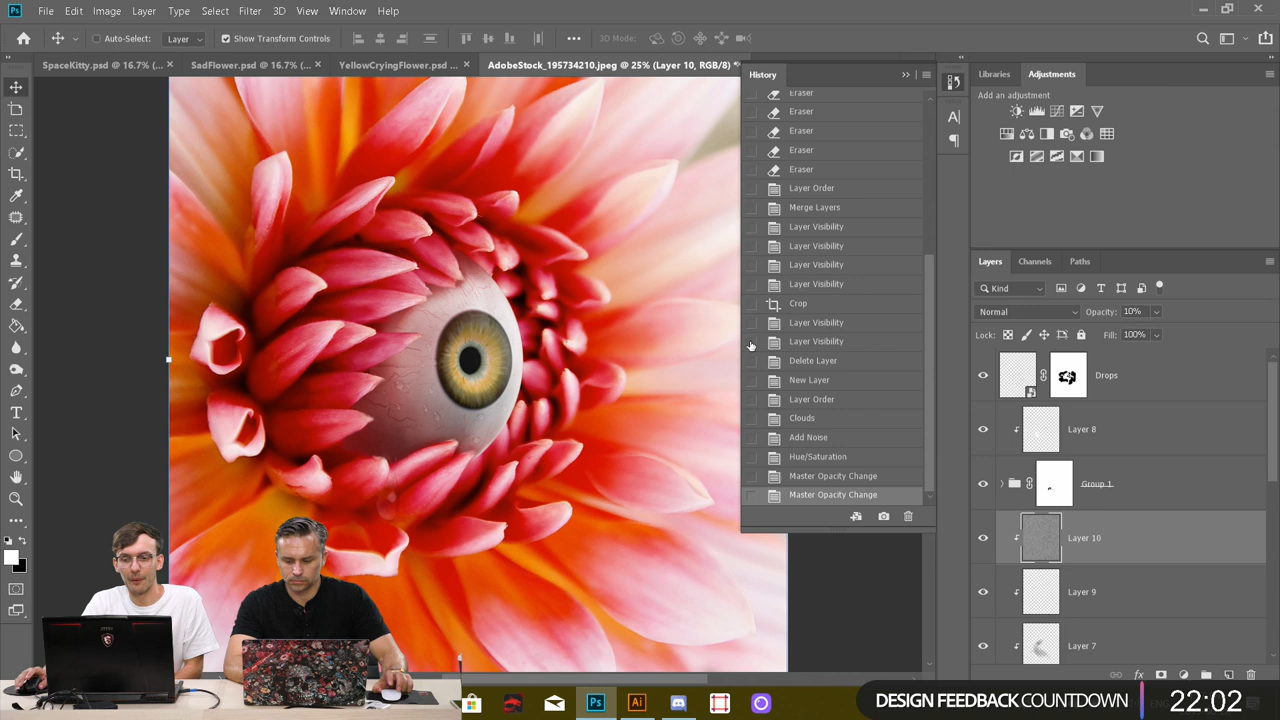 Ps File Edit Image Layer Type Select Filter 3D View Window Help
Auto-Select: Layer Show Transform Controls 3D Mode:
SpaceKitty.psd @ 16.7% (... × SadFlower.psd @ 16.7% (... × YellowCryingFlower.psd ... × AdobeStock_195734210.jpeg @ 25% (Layer 10, RGB/8) *
History
Eraser
Eraser
Eraser
Eraser
Eraser
Layer Order
Merge Layers
Layer Visibility
Layer Visibility
Layer Visibility
Layer Visibility
Crop
Layer Visibility
Layer Visibility
Delete Layer
New Layer
Layer Order
Clouds
Add Noise
Hue/Saturation
Master Opacity Change
Master Opacity Change
Libraries Adjustments
Add an adjustment
Layers Channels Paths
Kind
Normal Opacity: 10%
Lock: Fill: 100%
Drops
Layer 8
Group 1
Layer 10
Layer 9
Layer 7
fx
Ps Ai
DESIGN FEEDBACK COUNTDOWN 22:02